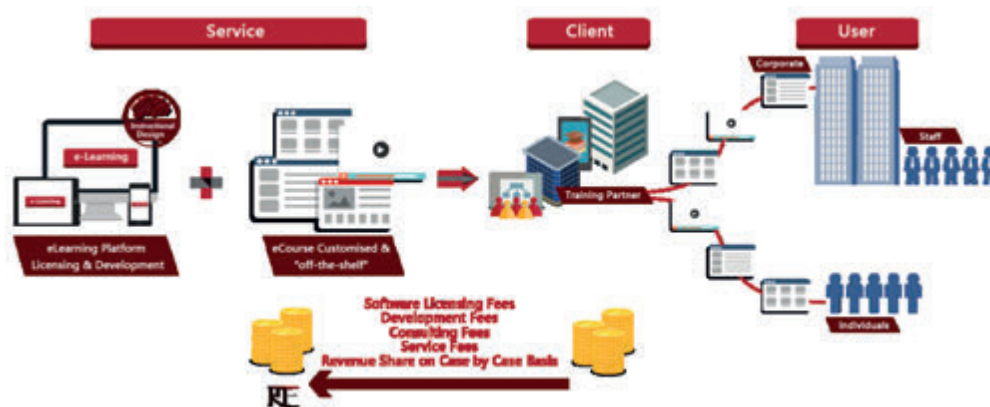 Service
Client
User
Instructional
Design
e-Learning
e-Learning
eLearning Platform
Licensing & Development
eCourse Customised &
"off-the-shelf"
Training Partner
Corporate
Staff
Individuals
Software Licensing Fees
Development Fees
Consulting Fees
Service Fees
Revenue Share on Case by Case Basis